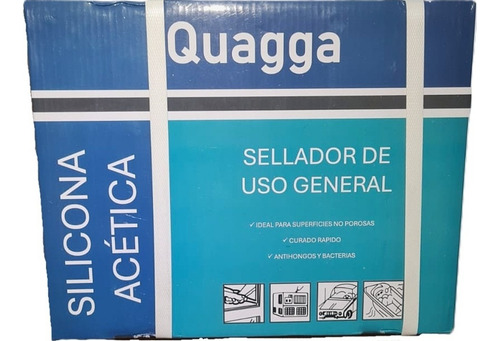 Quagga
SILICONA
ACÉTICA
SELLADOR DE
USO GENERAL
✓ IDEAL PARA SUPERFICIES NO POROSAS
✓ CURADO RAPIDO
✓ ANTIHONGOS Y BACTERIAS